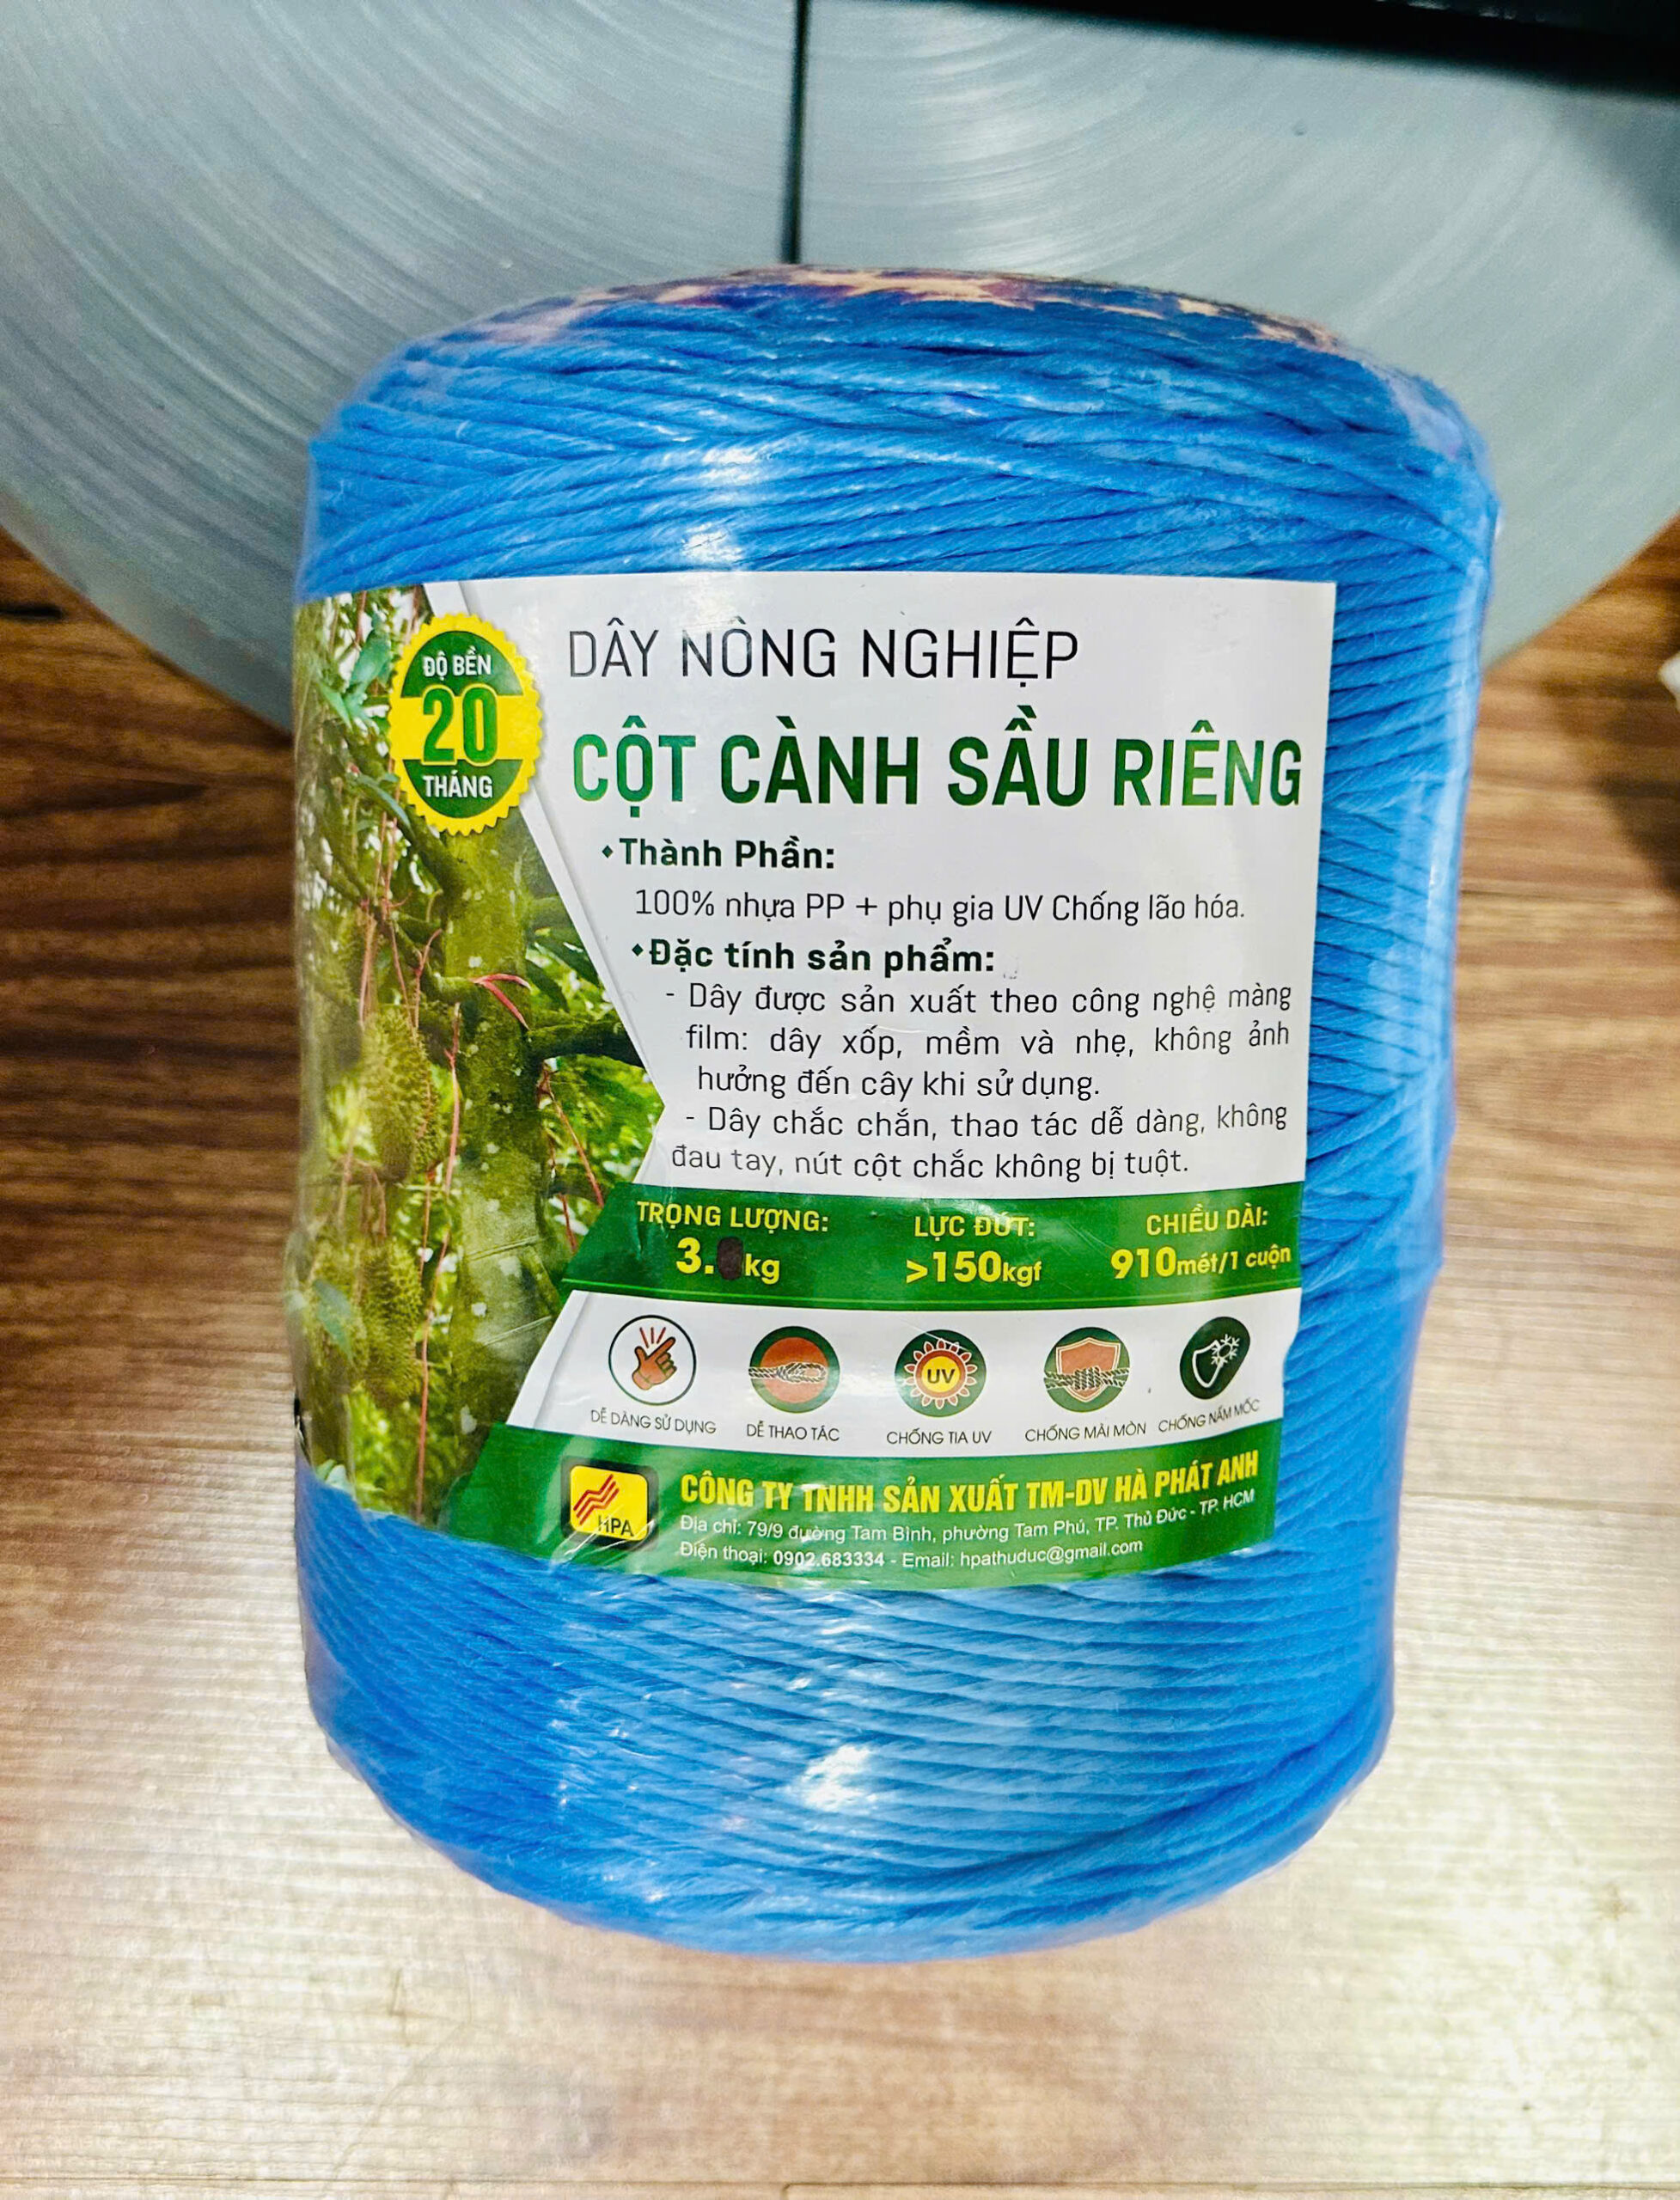 ĐỘ BỀN
20
THÁNG
DÂY NÔNG NGHIỆP
CỘT CÀNH SẦU RIÊNG
Thành Phần:
100% nhựa PP + phụ gia UV Chống lão hóa.
Đặc tính sản phẩm:
- Dây được sản xuất theo công nghệ màng
film: dây xốp, mềm và nhẹ, không ảnh
hưởng đến cây khi sử dụng.
- Dây chắc chắn, thao tác dễ dàng, không
đau tay, nút cột chắc không bị tuột.
TRỌNG LƯỢNG: LỰC ĐỨT: CHIỀU DÀI:
3. kg >150kgf 910mét/1 cuộn
UV
DỄ DÀNG SỬ DỤNG DỄ THAO TÁC CHỐNG TIA UV CHỐNG MÀI MÒN CHỐNG NẤM MỐC
HPA
CÔNG TY TNHH SẢN XUẤT TM-DV HÀ PHÁT ANH
Địa chỉ: 79/9 đường Tam Bình, phường Tam Phú, TP. Thủ Đức - TP. HCM
Điện thoại: 0902.683334 - Email: hpathuduc@gmail.com